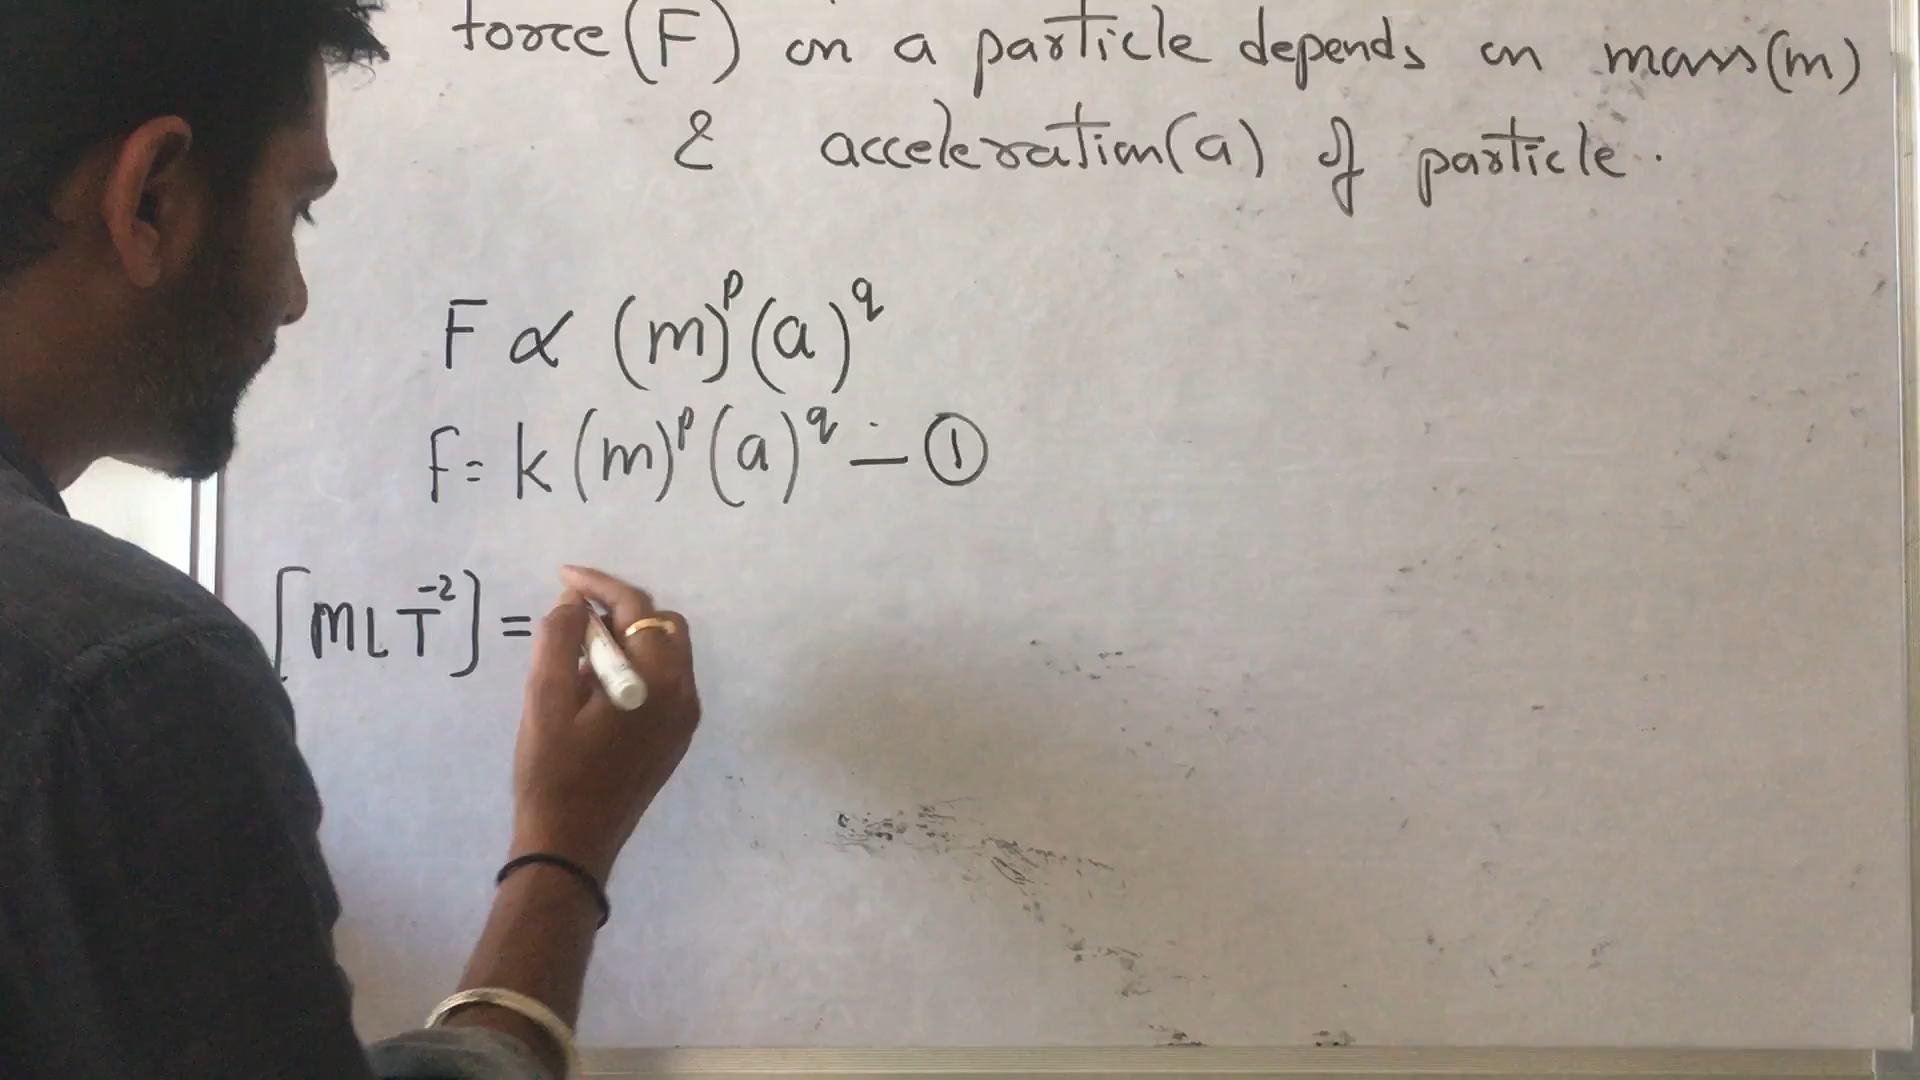 force (F) on a particle depends on mass(m)
& acceleration(a) of particle.
F ∝ (m)^p (a)^q
F = k (m)^p (a)^q — ①
[MLT^-2] =